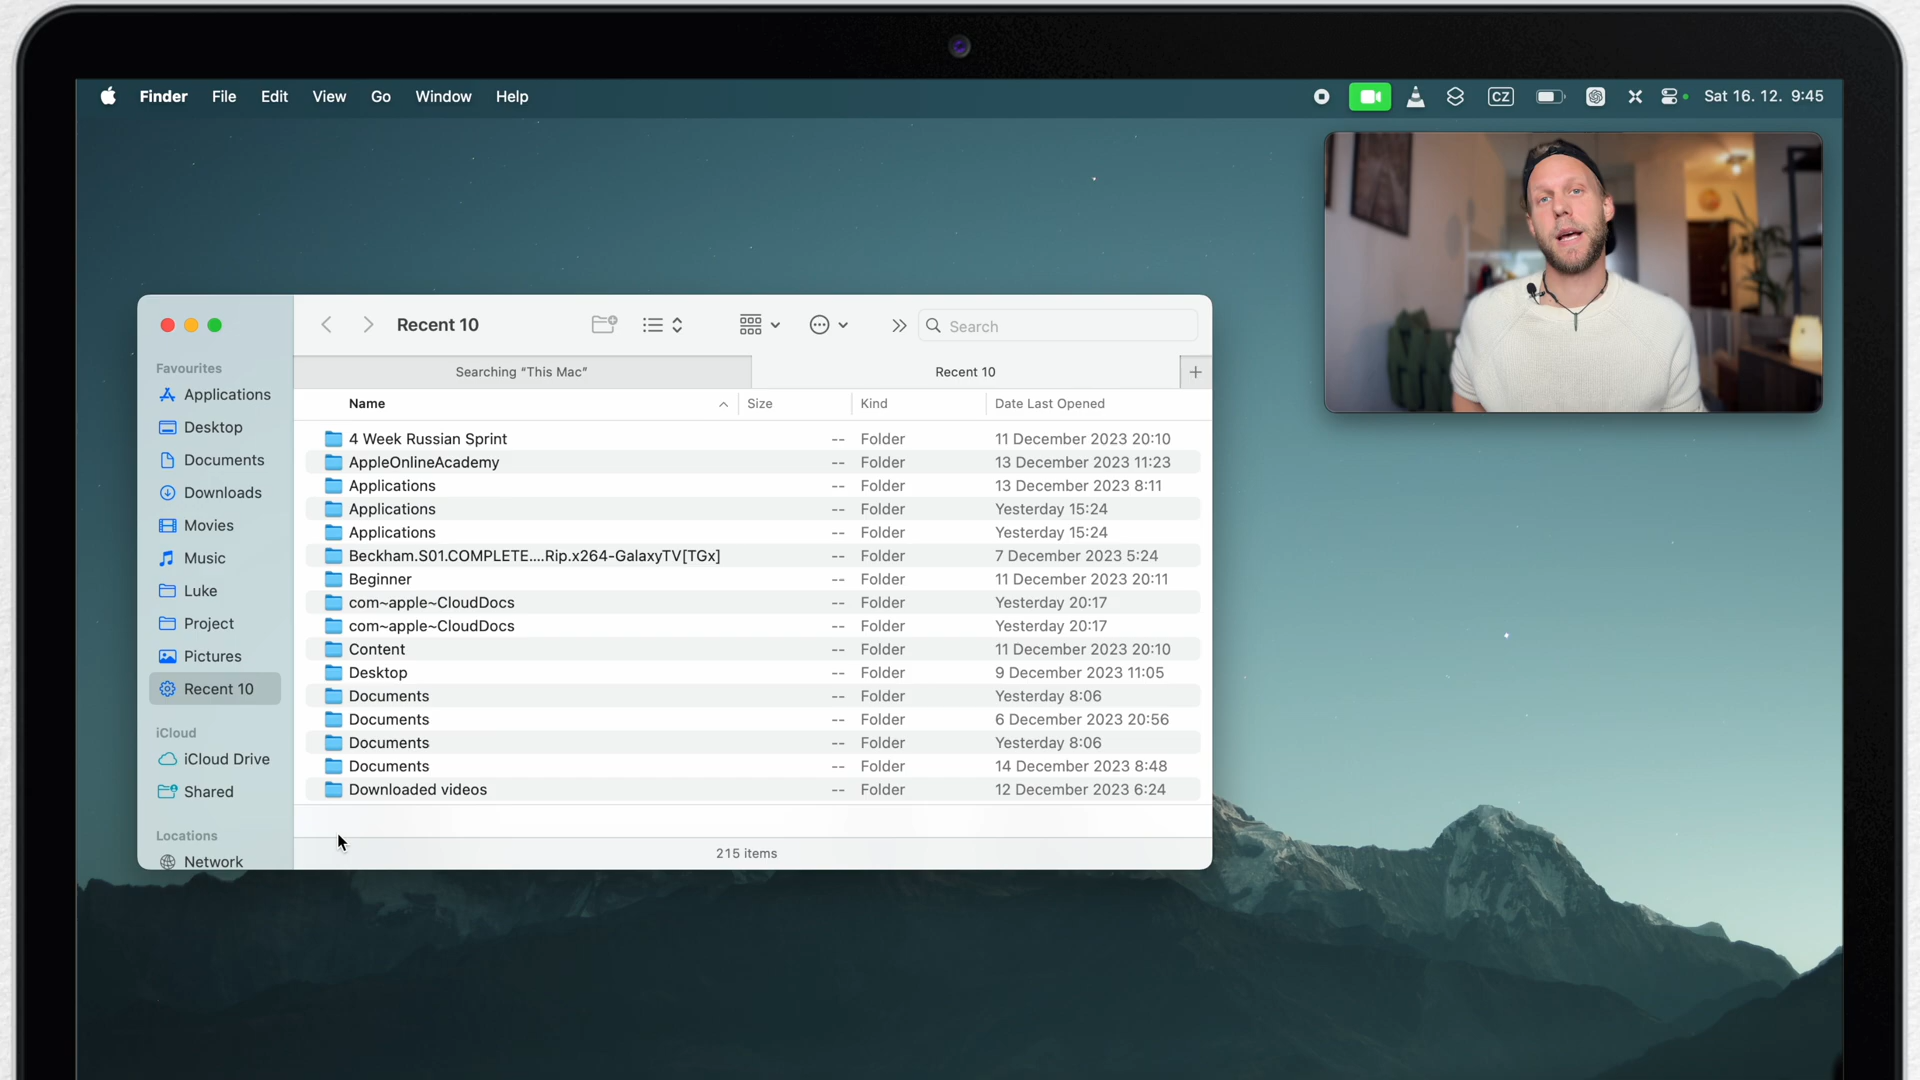 Finder File Edit View Go Window Help CZ Sat 16. 12. 9:45
Recent 10 Search
Favourites
Applications
Desktop
Documents
Downloads
Movies
Music
Luke
Project
Pictures
Recent 10
iCloud
iCloud Drive
Shared
Locations
Network
Searching “This Mac” Recent 10 +
Name Size Kind Date Last Opened
4 Week Russian Sprint -- Folder 11 December 2023 20:10
AppleOnlineAcademy -- Folder 13 December 2023 11:23
Applications -- Folder 13 December 2023 8:11
Applications -- Folder Yesterday 15:24
Applications -- Folder Yesterday 15:24
Beckham.S01.COMPLETE....Rip.x264-GalaxyTV[TGx] -- Folder 7 December 2023 5:24
Beginner -- Folder 11 December 2023 20:11
com~apple~CloudDocs -- Folder Yesterday 20:17
com~apple~CloudDocs -- Folder Yesterday 20:17
Content -- Folder 11 December 2023 20:10
Desktop -- Folder 9 December 2023 11:05
Documents -- Folder Yesterday 8:06
Documents -- Folder 6 December 2023 20:56
Documents -- Folder Yesterday 8:06
Documents -- Folder 14 December 2023 8:48
Downloaded videos -- Folder 12 December 2023 6:24
215 items